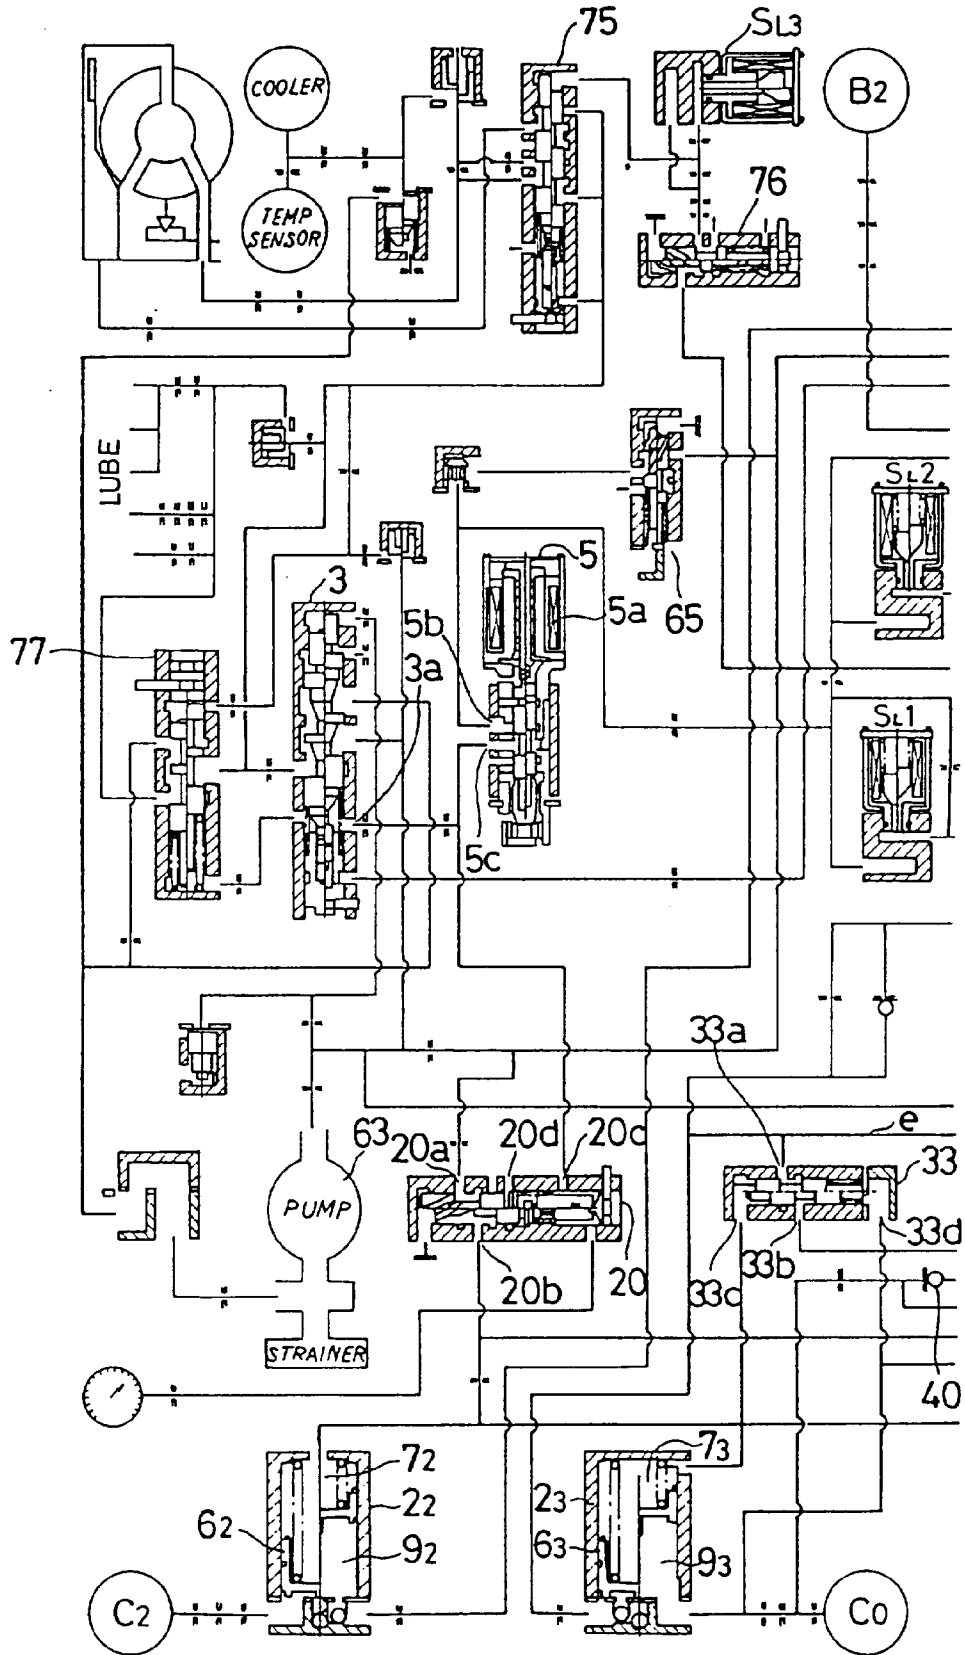 75
SL3
COOLER
B2
TEMP
SENSOR
76
LUBE
SL2
5
3
5a
65
5b
77
3a
SL1
5c
33a
e
63
20a
20d
20c
33
PUMP
33d
33b
20b
20
33c
STRAINER
40
72
73
22
23
62
92
63
93
C2
C0